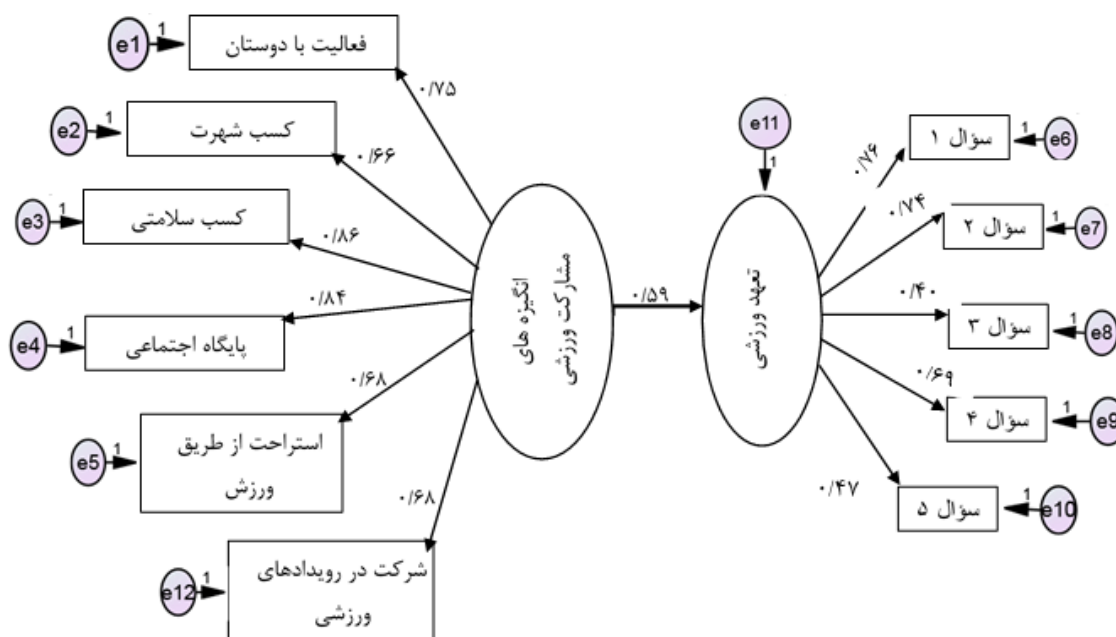 e1
1
فعالیت با دوستان
۰/۷۵
e2
1
کسب شهرت
۰/۶۶
e3
1
کسب سلامتی
۰/۸۶
e4
1
پایگاه اجتماعی
۰/۸۴
e5
1
استراحت از طریق
ورزش
۰/۶۸
e12
1
شرکت در رویدادهای
ورزشی
۰/۶۸
انگیزه های
مشارکت ورزشی
۰/۵۹
e11
1
تعهد ورزشی
۰/۷۶
سؤال ۱
1
e6
۰/۷۴
سؤال ۲
1
e7
۰/۴۰
سؤال ۳
1
e8
۰/۶۹
سؤال ۴
1
e9
۰/۴۷
سؤال ۵
1
e10